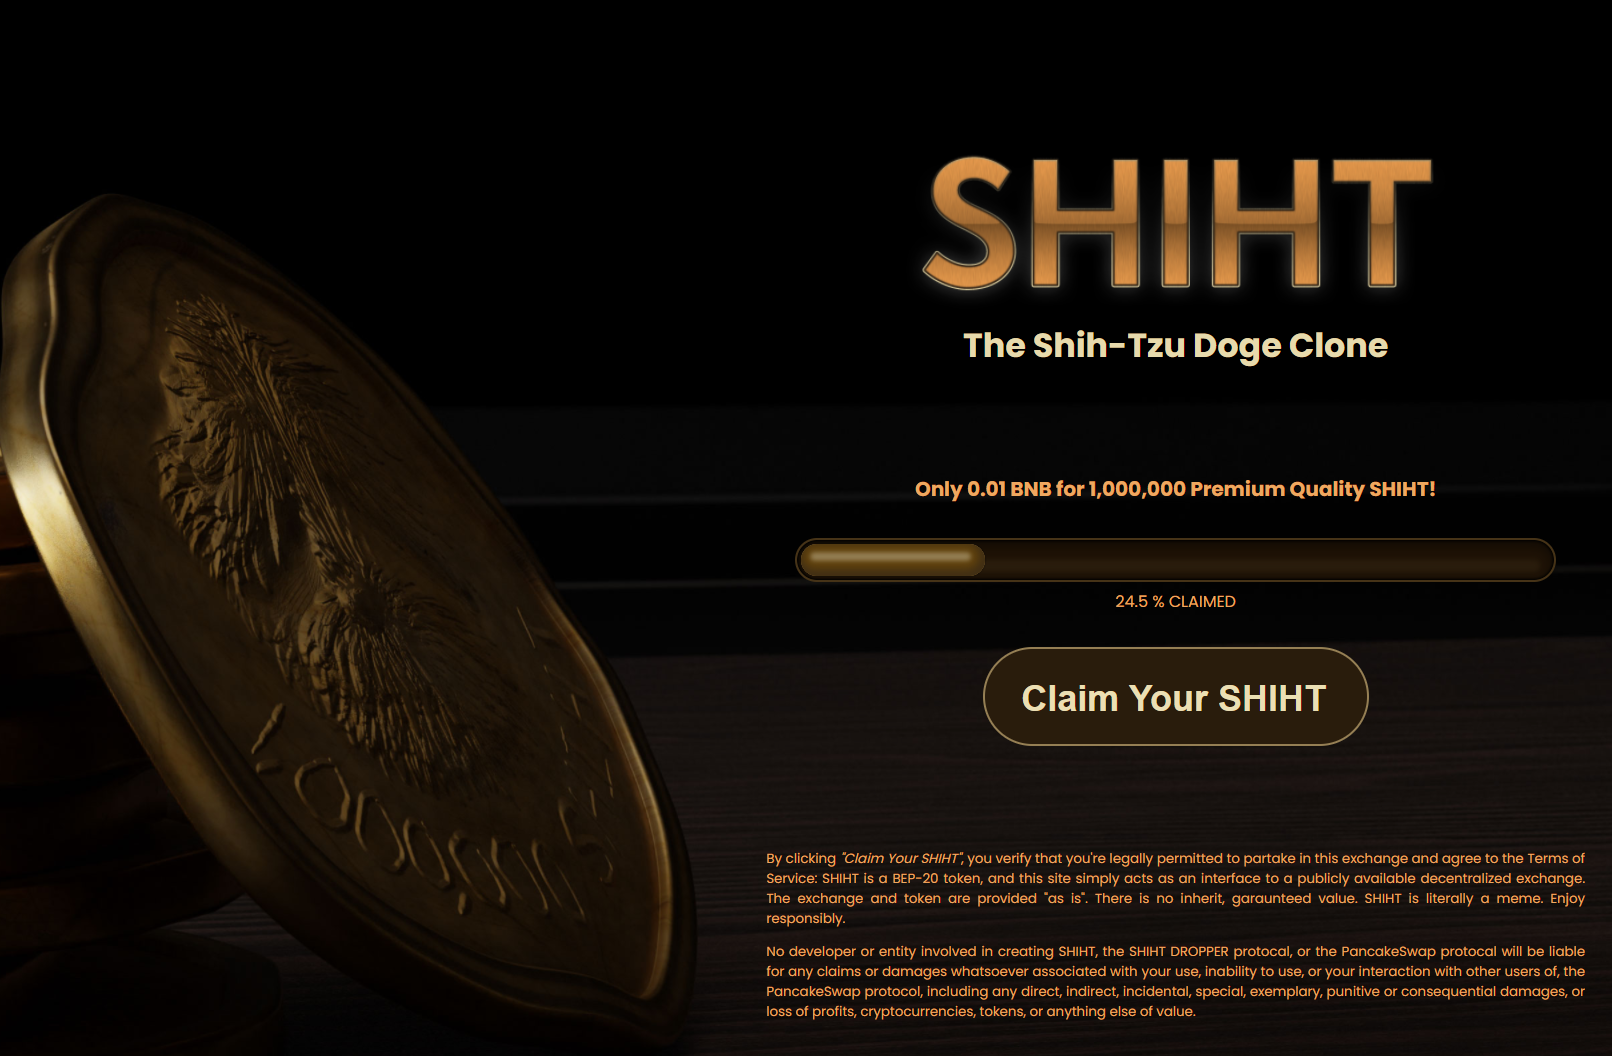 SHIHT
The Shih-Tzu Doge Clone
Only 0.01 BNB for 1,000,000 Premium Quality SHIHT!
24.5 % CLAIMED
Claim Your SHIHT
By clicking "Claim Your SHIHT", you verify that you're legally permitted to partake in this exchange and agree to the Terms of
Service: SHIHT is a BEP-20 token, and this site simply acts as an interface to a publicly available decentralized exchange.
The exchange and token are provided "as is". There is no inherit, garaunteed value. SHIHT is literally a meme. Enjoy
responsibly.
No developer or entity involved in creating SHIHT, the SHIHT DROPPER protocal, or the PancakeSwap protocal will be liable
for any claims or damages whatsoever associated with your use, inability to use, or your interaction with other users of, the
PancakeSwap protocol, including any direct, indirect, incidental, special, exemplary, punitive or consequential damages, or
loss of profits, cryptocurrencies, tokens, or anything else of value.